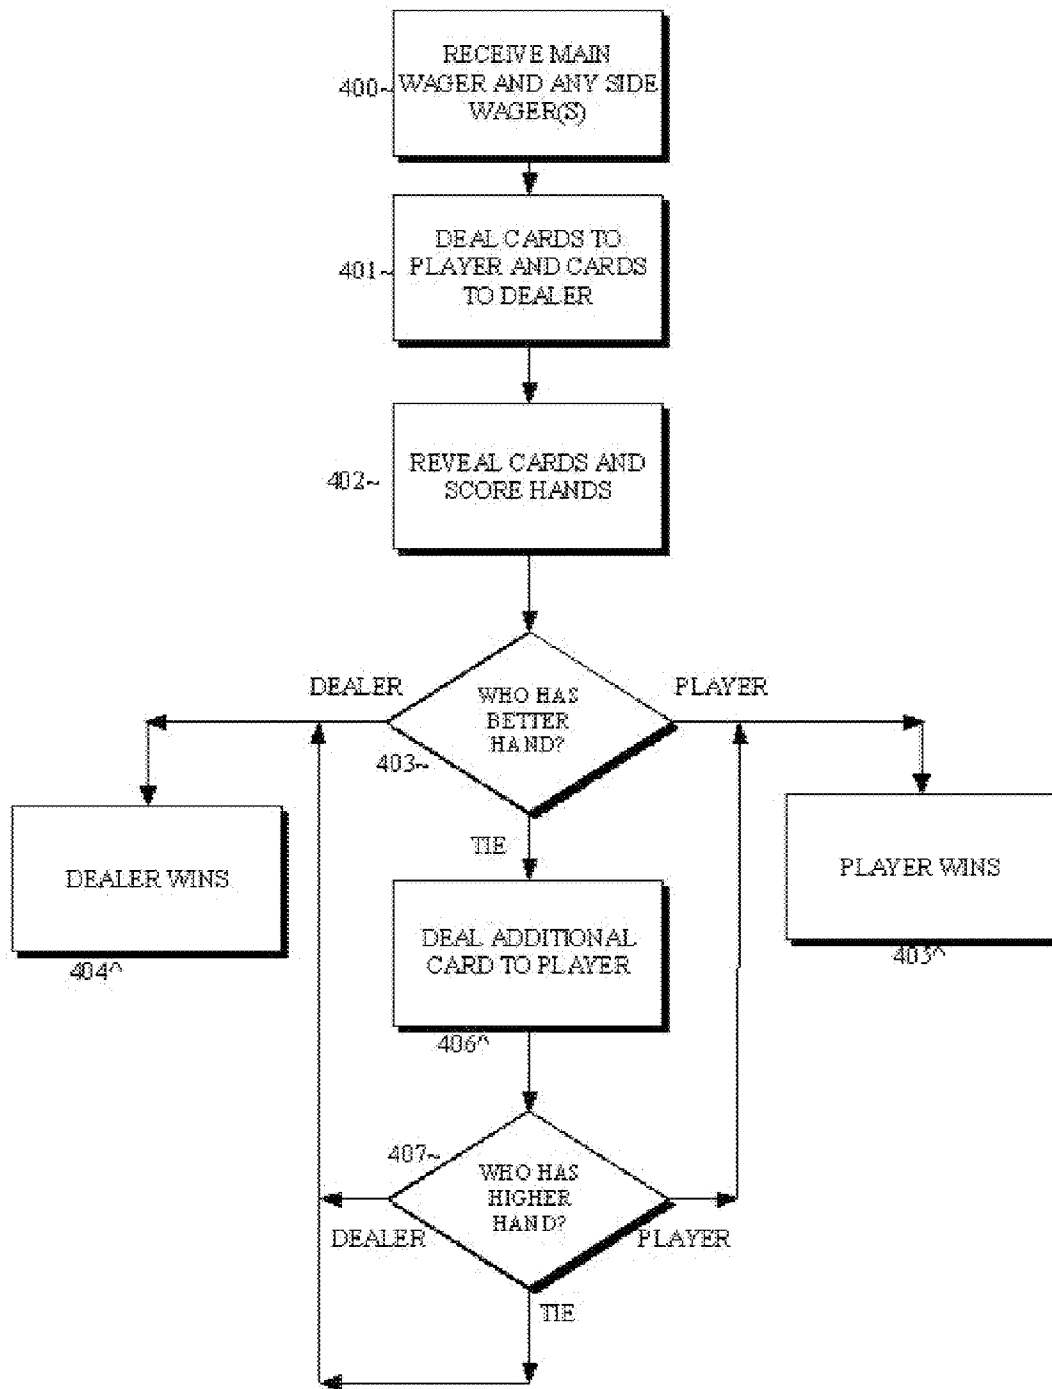 RECEIVE MAIN
WAGER AND ANY SIDE
WAGER(S)
400~
DEAL CARDS TO
PLAYER AND CARDS
TO DEALER
401~
REVEAL CARDS AND
SCORE HANDS
402~
DEALER
PLAYER
WHO HAS
BETTER
HAND?
403~
TIE
DEALER WINS
404^
PLAYER WINS
403^
DEAL ADDITIONAL
CARD TO PLAYER
406^
407~
WHO HAS
HIGHER
HAND?
DEALER
PLAYER
TIE